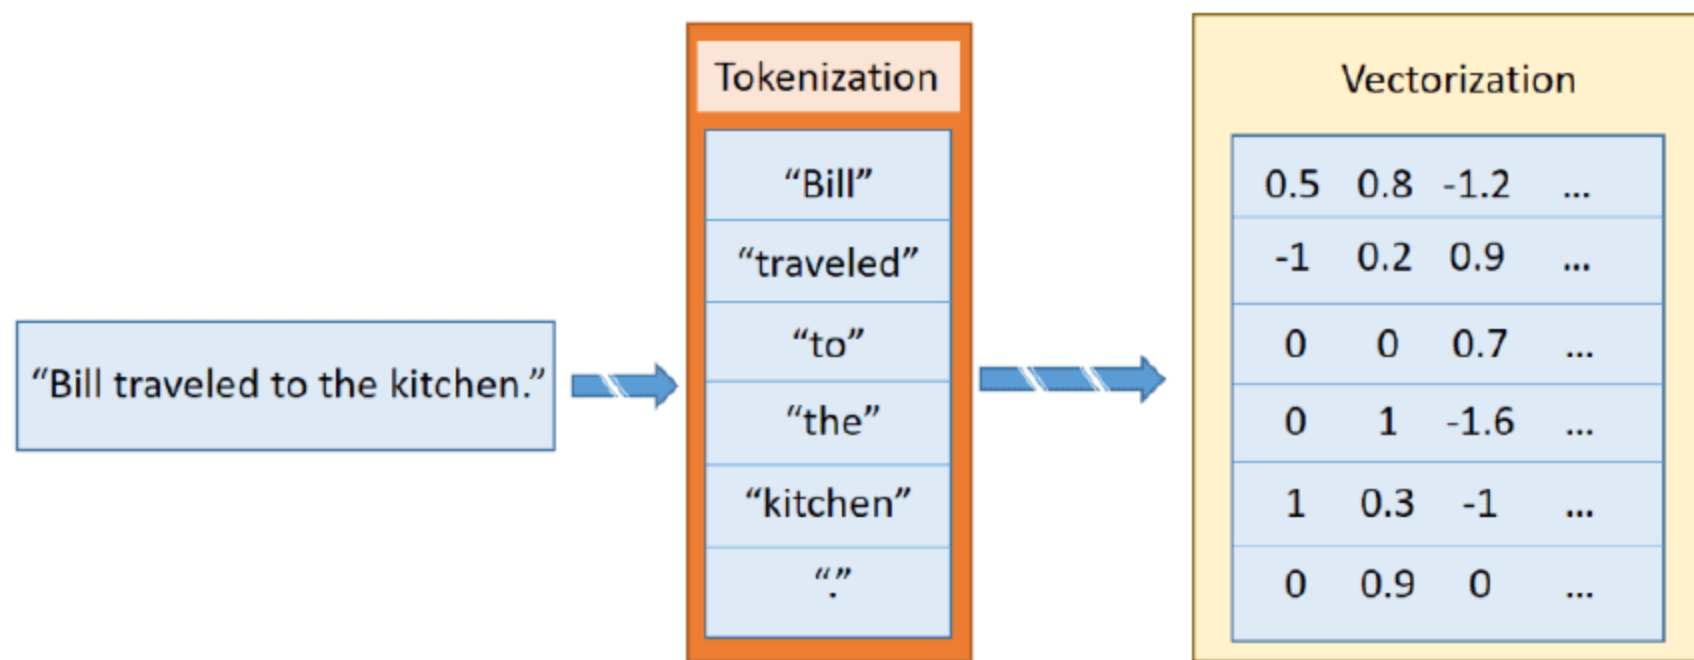 “Bill traveled to the kitchen.”
Tokenization
“Bill”
“traveled”
“to”
“the”
“kitchen”
“.”
Vectorization
0.5 0.8 -1.2 ...
-1 0.2 0.9 ...
0 0 0.7 ...
0 1 -1.6 ...
1 0.3 -1 ...
0 0.9 0 ...